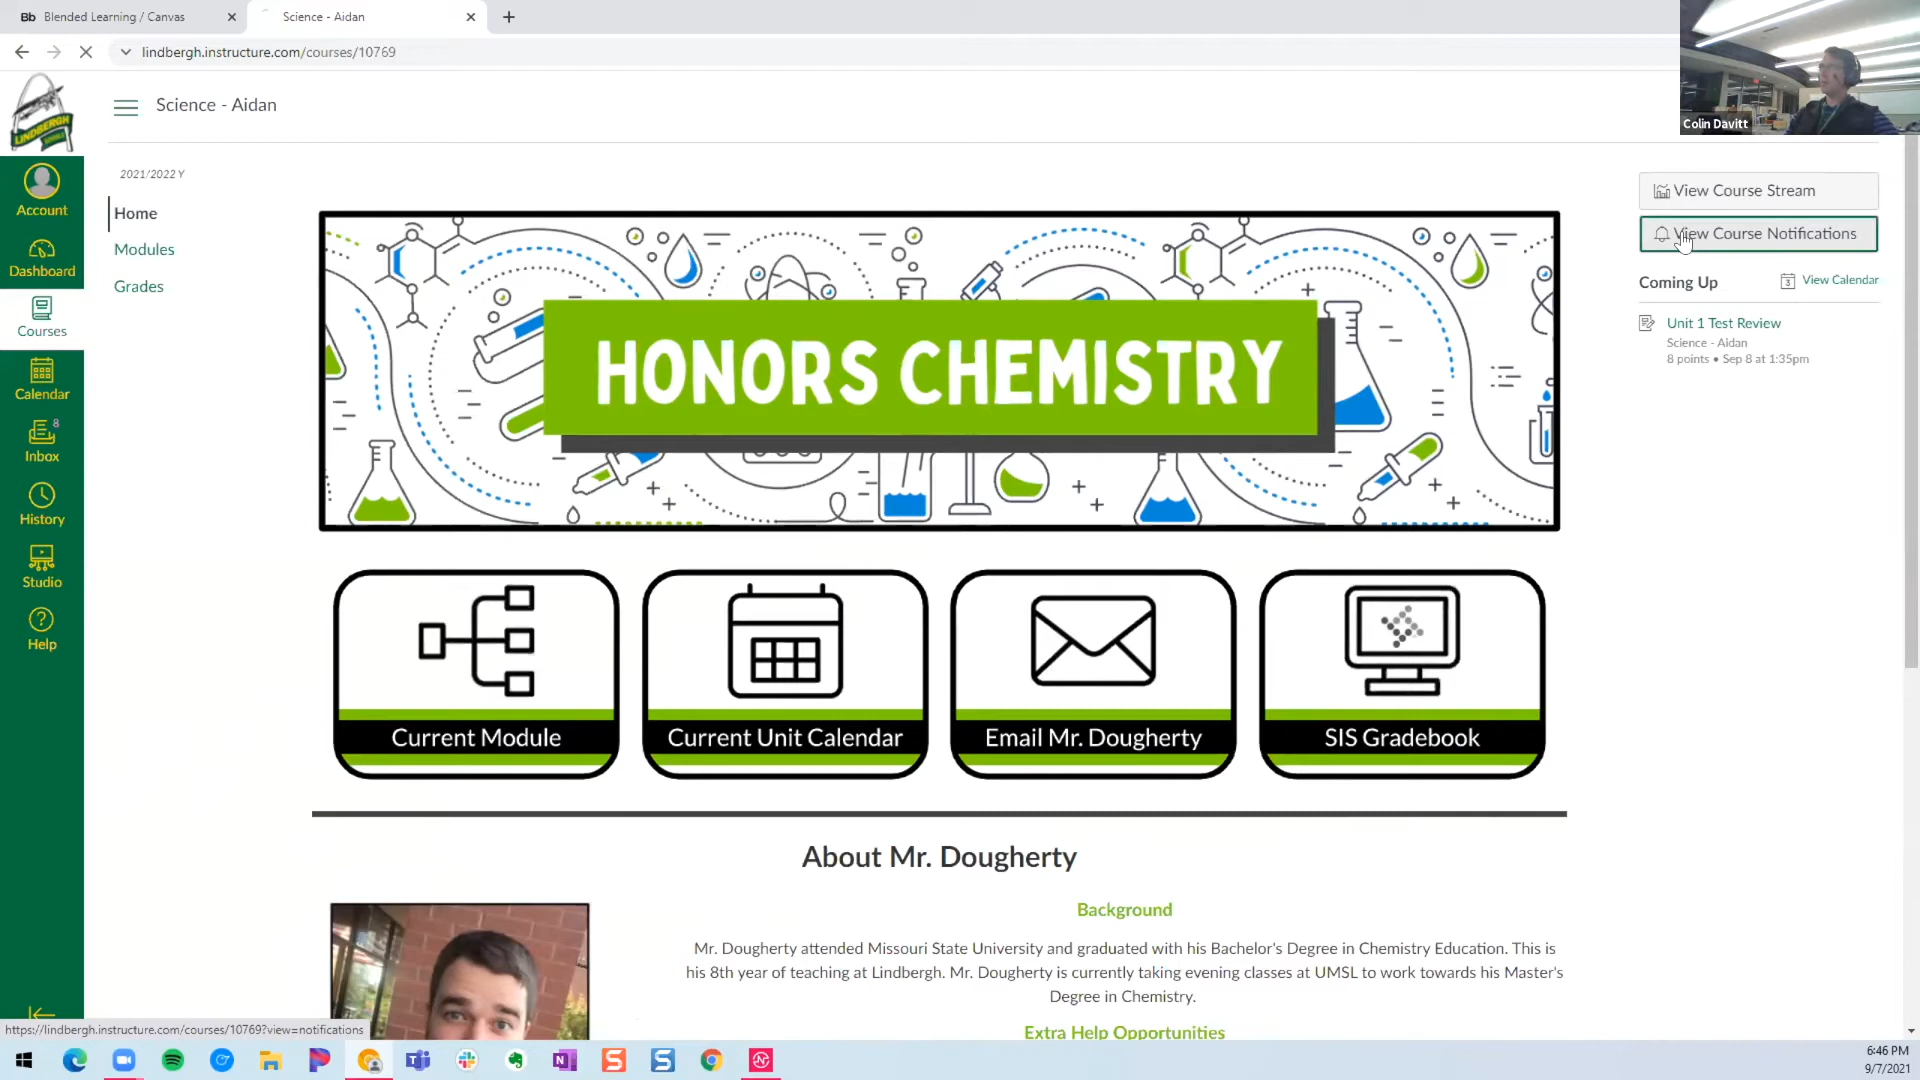 Bb Blended Learning / Canvas
Science - Aidan
lindbergh.instructure.com/courses/10769
Colin Davitt
LINDBERGH
Science - Aidan
Account
Dashboard
Courses
Calendar
8
Inbox
History
Studio
Help
2021/2022 Y
Home
Modules
Grades
HONORS CHEMISTRY
Current Module
Current Unit Calendar
Email Mr. Dougherty
SIS Gradebook
About Mr. Dougherty
Background
Mr. Dougherty attended Missouri State University and graduated with his Bachelor's Degree in Chemistry Education. This is
his 8th year of teaching at Lindbergh. Mr. Dougherty is currently taking evening classes at UMSL to work towards his Master's
Degree in Chemistry.
Extra Help Opportunities
View Course Stream
View Course Notifications
Coming Up
3 View Calendar
Unit 1 Test Review
Science - Aidan
8 points • Sep 8 at 1:35pm
https://lindbergh.instructure.com/courses/10769?view=notifications
6:46 PM
9/7/2021